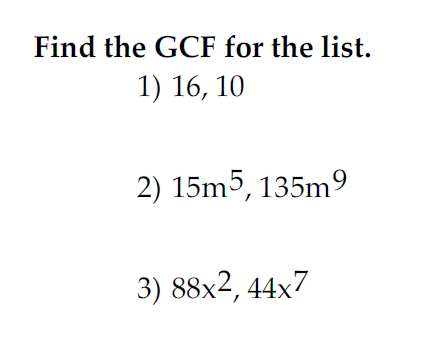 Find the GCF for the list.
1) 16, 10
2) 15m⁵, 135m⁹
3) 88x², 44x⁷